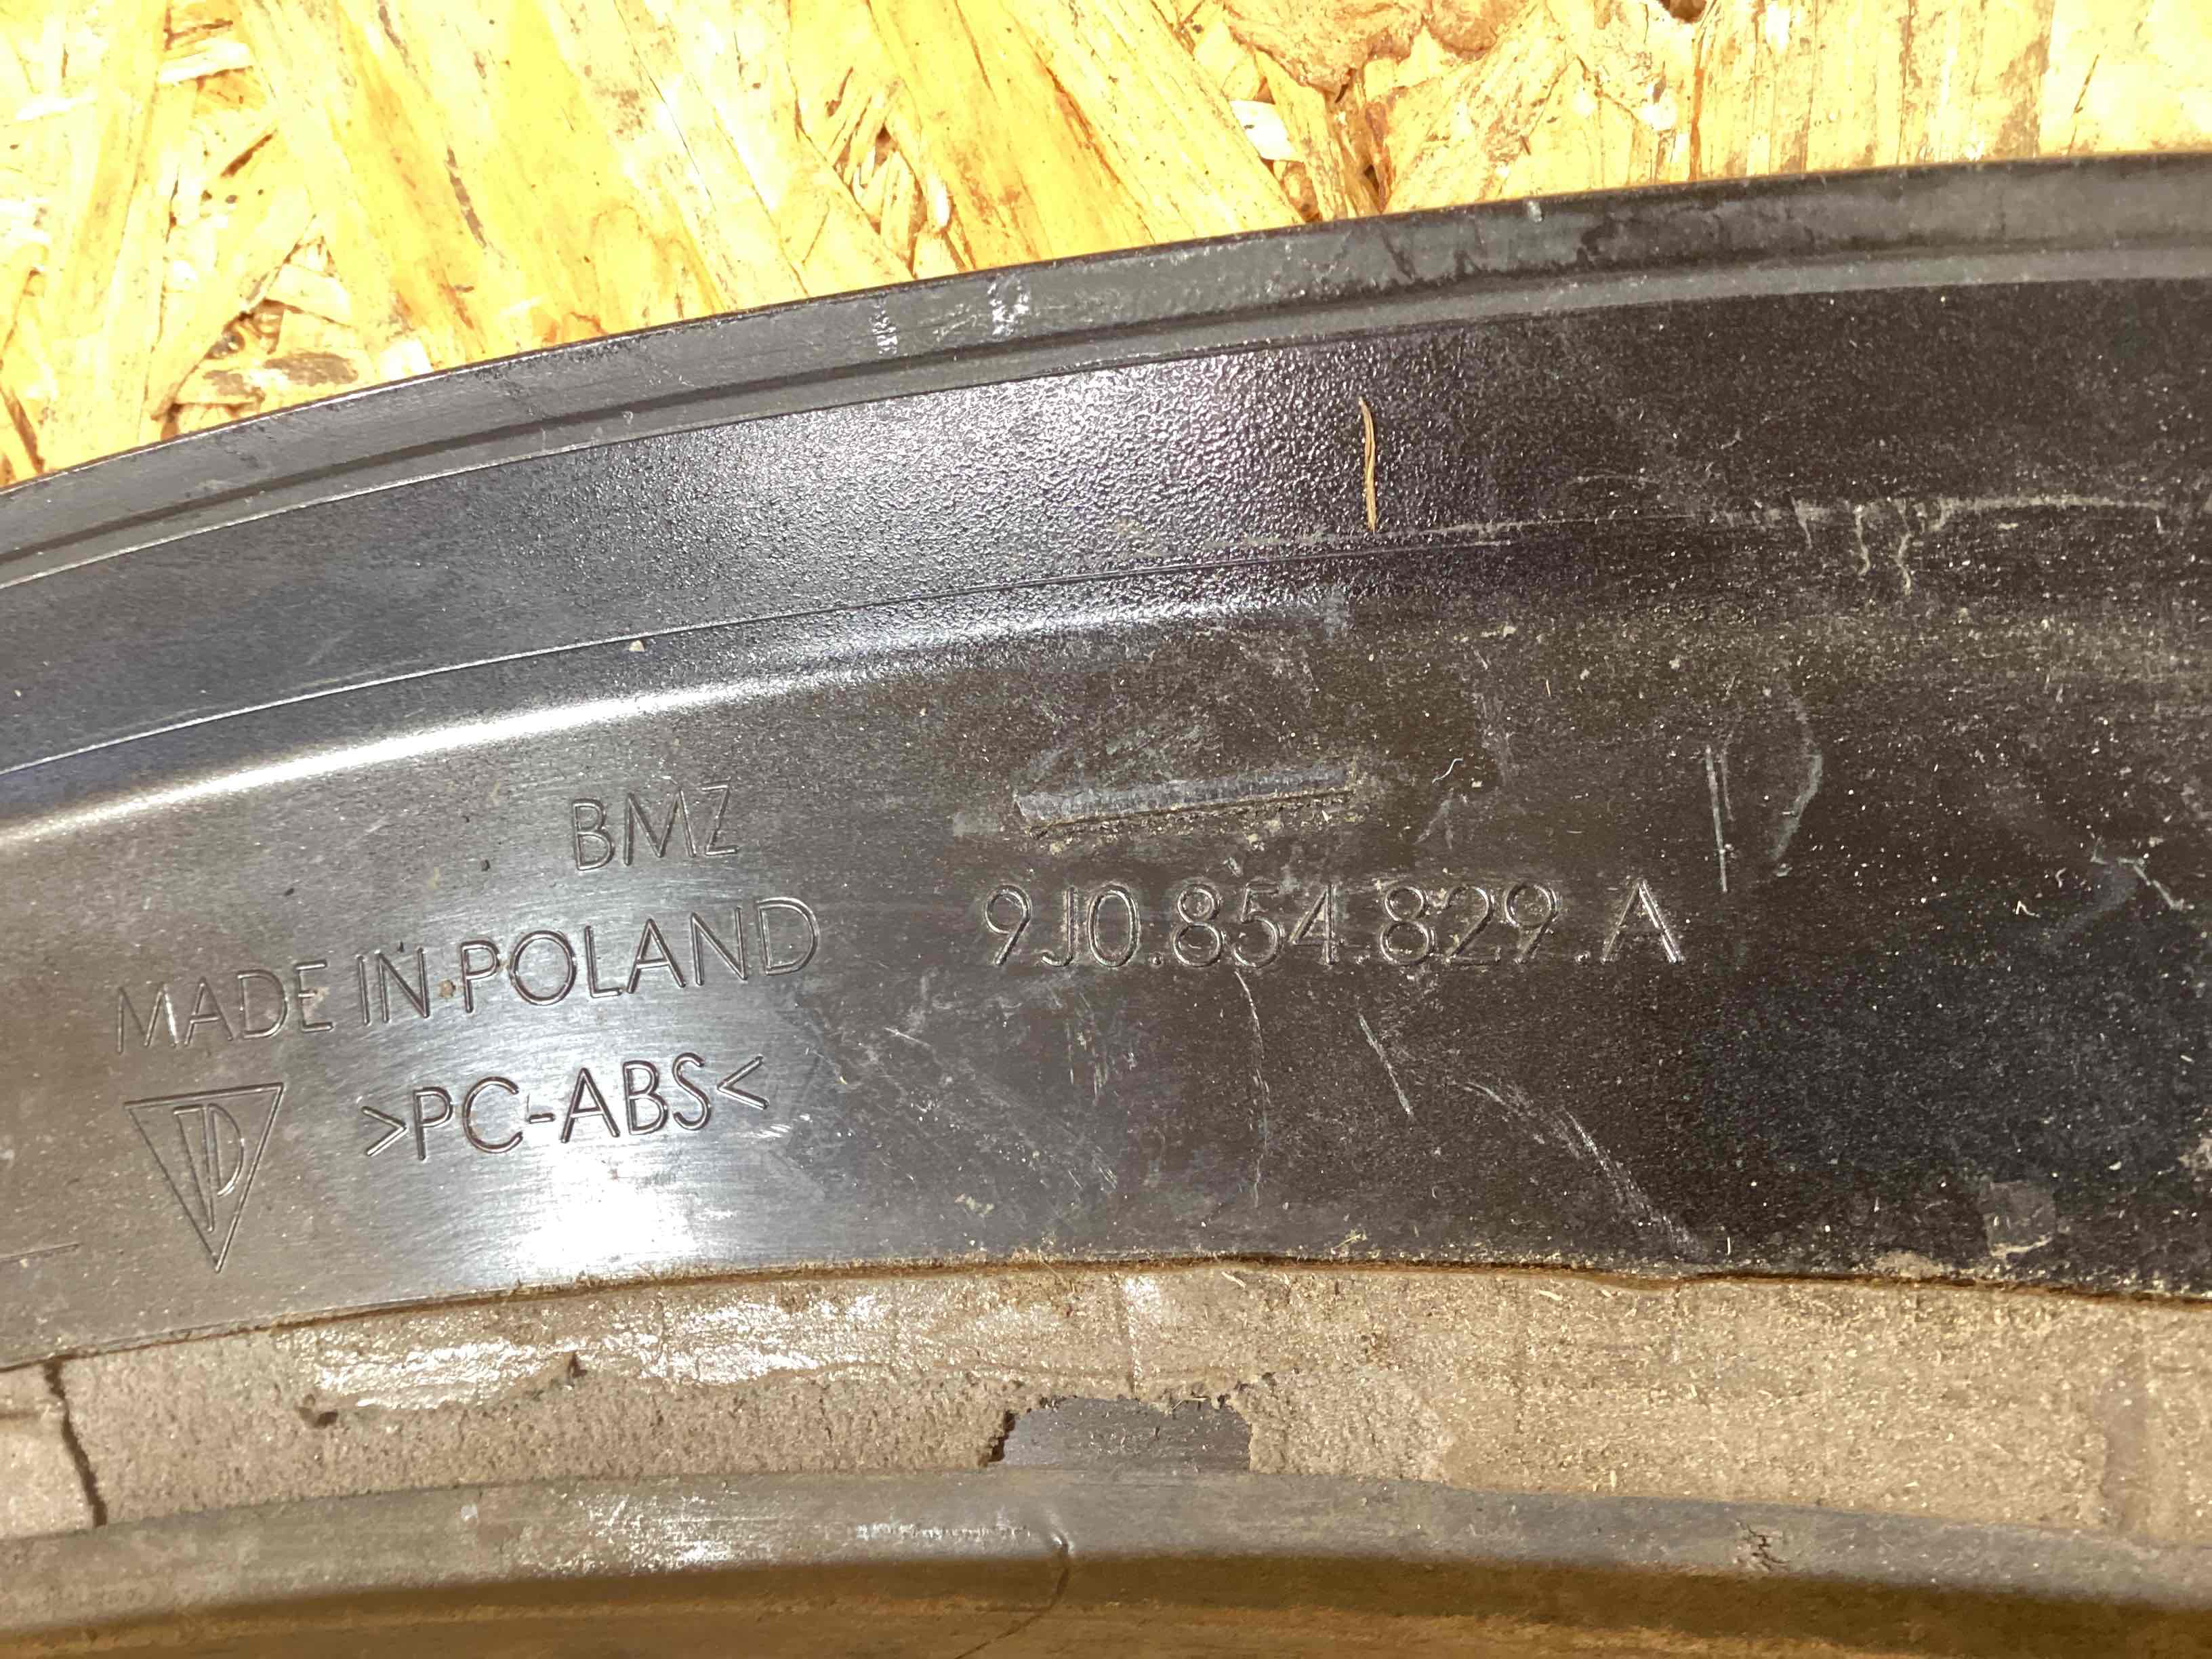 BMZ
MADE IN POLAND
9J0.854.829.A
>PC-ABS<